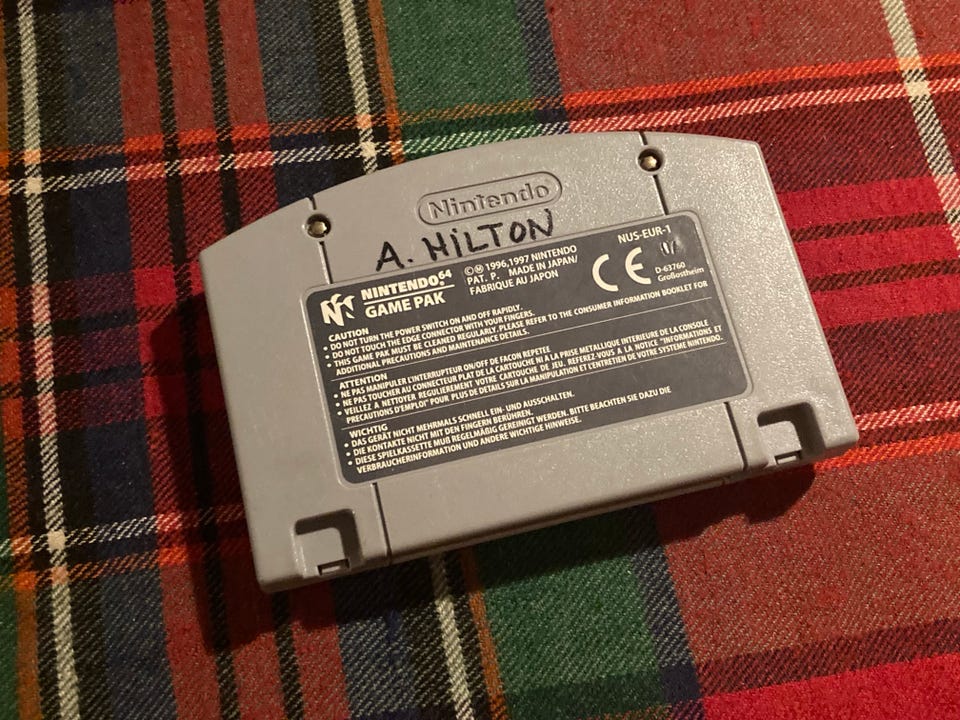 Nintendo
A. HILTON
NINTENDO64
GAME PAK
©Ⓜ 1996,1997 NINTENDO
PAT. P. MADE IN JAPAN/
FABRIQUE AU JAPON
CE
NUS-EUR-1
D-63760
Großostheim
CAUTION
• DO NOT TURN THE POWER SWITCH ON AND OFF RAPIDLY.
• DO NOT TOUCH THE EDGE CONNECTOR WITH YOUR FINGERS.
• THIS GAME PAK MUST BE CLEANED REGULARLY. PLEASE REFER TO THE CONSUMER INFORMATION BOOKLET FOR
ADDITIONAL PRECAUTIONS AND MAINTENANCE DETAILS.
ATTENTION
• NE PAS MANIPULER L'INTERRUPTEUR ON/OFF DE FACON REPETEE
• NE PAS TOUCHER AU CONNECTEUR PLAT DE LA CARTOUCHE NI A LA PRISE METALLIQUE INTERIEURE DE LA CONSOLE
• VEILLEZ A NETTOYER REGULIEREMENT VOTRE CARTOUCHE DE JEU. REFEREZ-VOUS A LA NOTICE "INFORMATIONS ET
PRECAUTIONS D'EMPLOI" POUR PLUS DE DETAILS SUR LA MANIPULATION ET L'ENTRETIEN DE VOTRE SYSTÈME NINTENDO.
WICHTIG
• DAS GERÄT NICHT MEHRMALS SCHNELL EIN- UND AUSSCHALTEN.
• DIE KONTAKTE NICHT MIT DEN FINGERN BERÜHREN.
• DIESE SPIELKASSETTE MUß REGELMÄßIG GEREINIGT WERDEN. BITTE BEACHTEN SIE DAZU DIE
VERBRAUCHERINFORMATION UND ANDERE WICHTIGE HINWEISE.